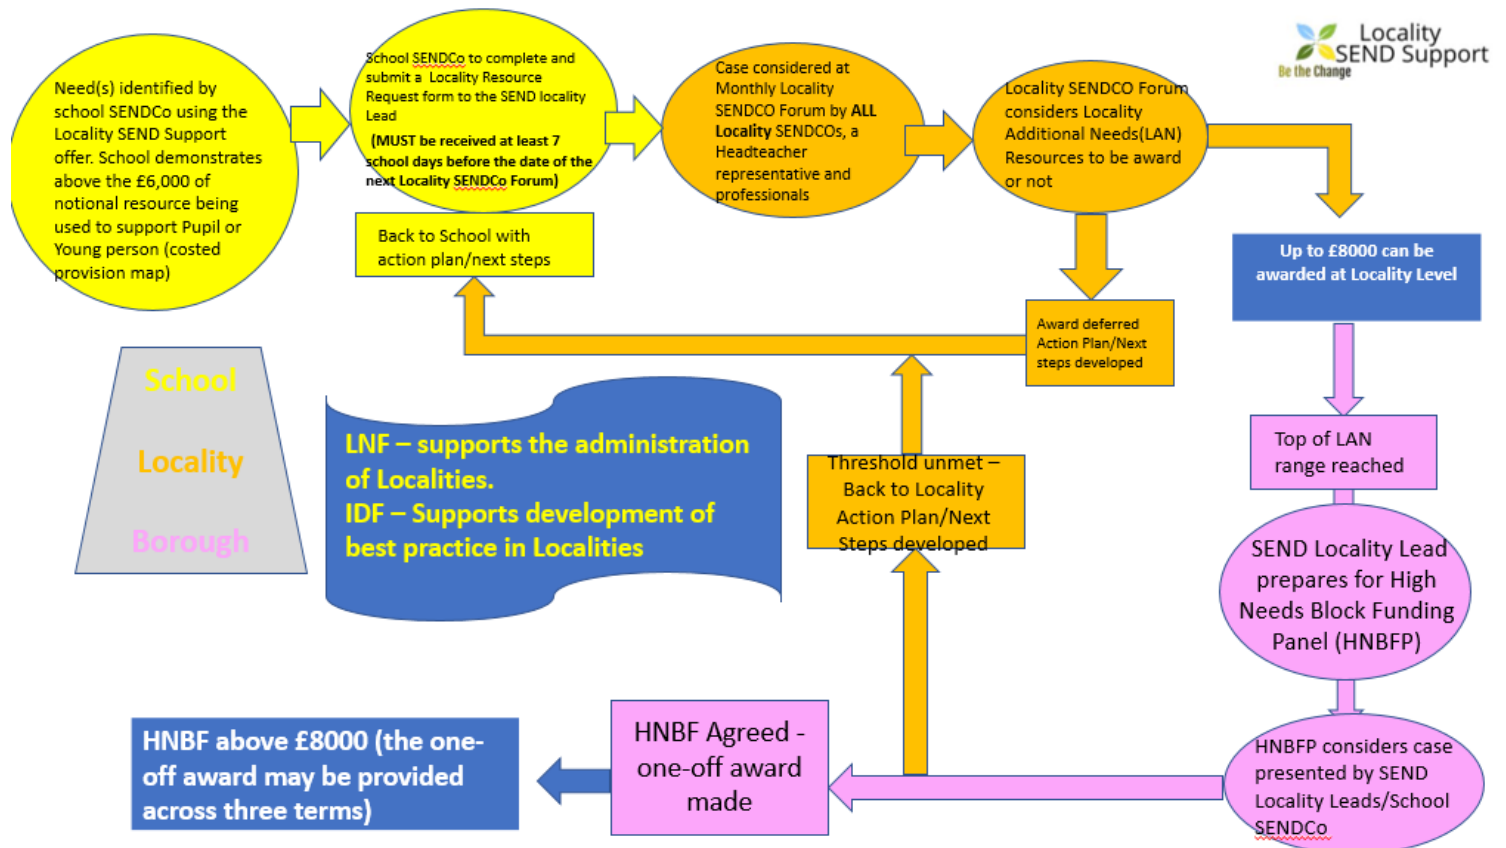 Locality
SEND Support
Be the Change
Need(s) identified by
school SENDCo using the
Locality SEND Support
offer. School demonstrates
above the £6,000 of
notional resource being
used to support Pupil or
Young person (costed
provision map)
School SENDCo to complete and
submit a  Locality Resource
Request form to the SEND locality
Lead
(MUST be received at least 7
school days before the date of the
next Locality SENDCo Forum)
Case considered at
Monthly Locality
SENDCO Forum by ALL
Locality SENDCOs, a
Headteacher
representative and
professionals
Locality SENDCO Forum
considers Locality
Additional Needs(LAN)
Resources to be award
or not
Back to School with
action plan/next steps
Up to £8000 can be
awarded at Locality Level
Award deferred
Action Plan/Next
steps developed
School
Locality
Borough
LNF – supports the administration
of Localities.
IDF – Supports development of
best practice in Localities
Threshold unmet –
Back to Locality
Action Plan/Next
Steps developed
Top of LAN
range reached
SEND Locality Lead
prepares for High
Needs Block Funding
Panel (HNBFP)
HNBFP considers case
presented by SEND
Locality Leads/School
SENDCo
HNBF Agreed -
one-off award
made
HNBF above £8000 (the one-
off award may be provided
across three terms)